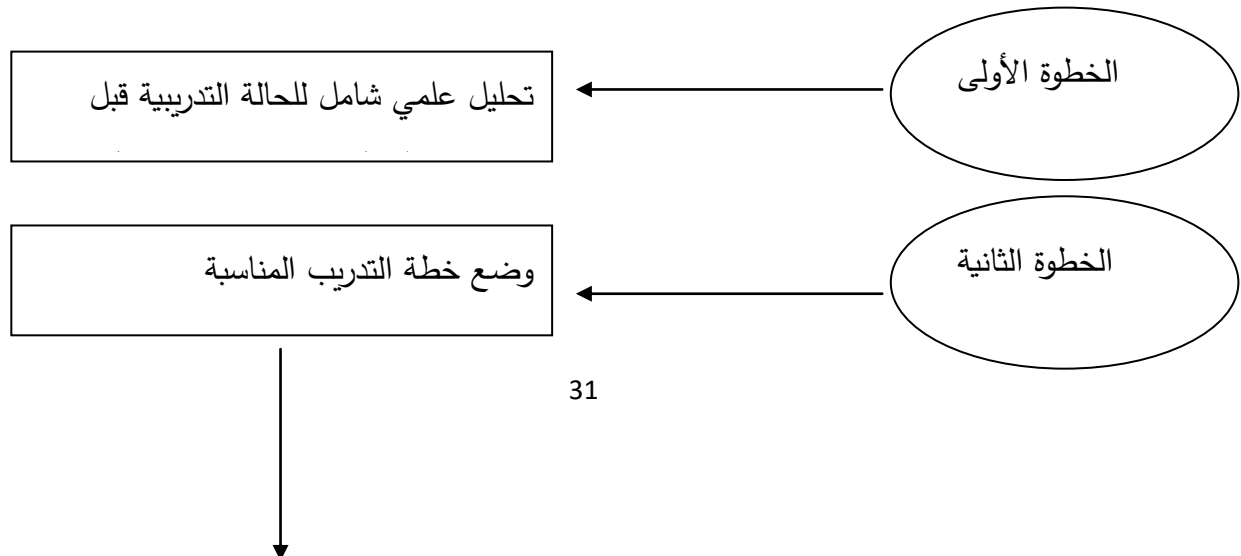 الخطوة الأولى
تحليل علمي شامل للحالة التدريبية قبل
الخطوة الثانية
وضع خطة التدريب المناسبة
31